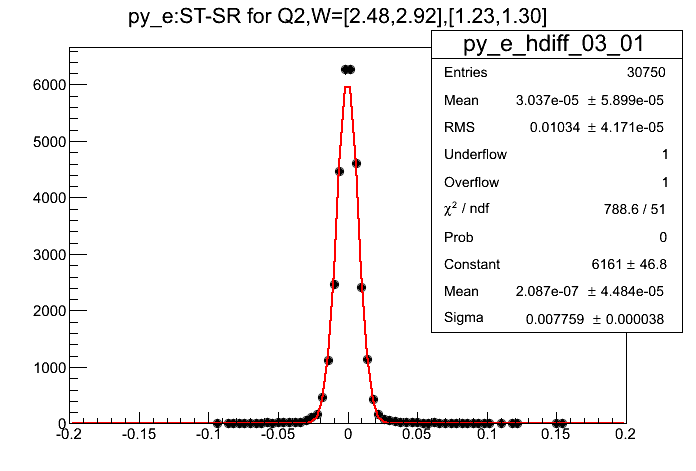 py_e:ST-SR for Q2,W=[2.48,2.92],[1.23,1.30]
py_e_hdiff_03_01
Entries 30750
Mean 3.037e-05 ± 5.899e-05
RMS 0.01034 ± 4.171e-05
Underflow 1
Overflow 1
χ² / ndf 788.6 / 51
Prob 0
Constant 6161 ± 46.8
Mean 2.087e-07 ± 4.484e-05
Sigma 0.007759 ± 0.000038
6000
5000
4000
3000
2000
1000
0
-0.2 -0.15 -0.1 -0.05 0 0.05 0.1 0.15 0.2